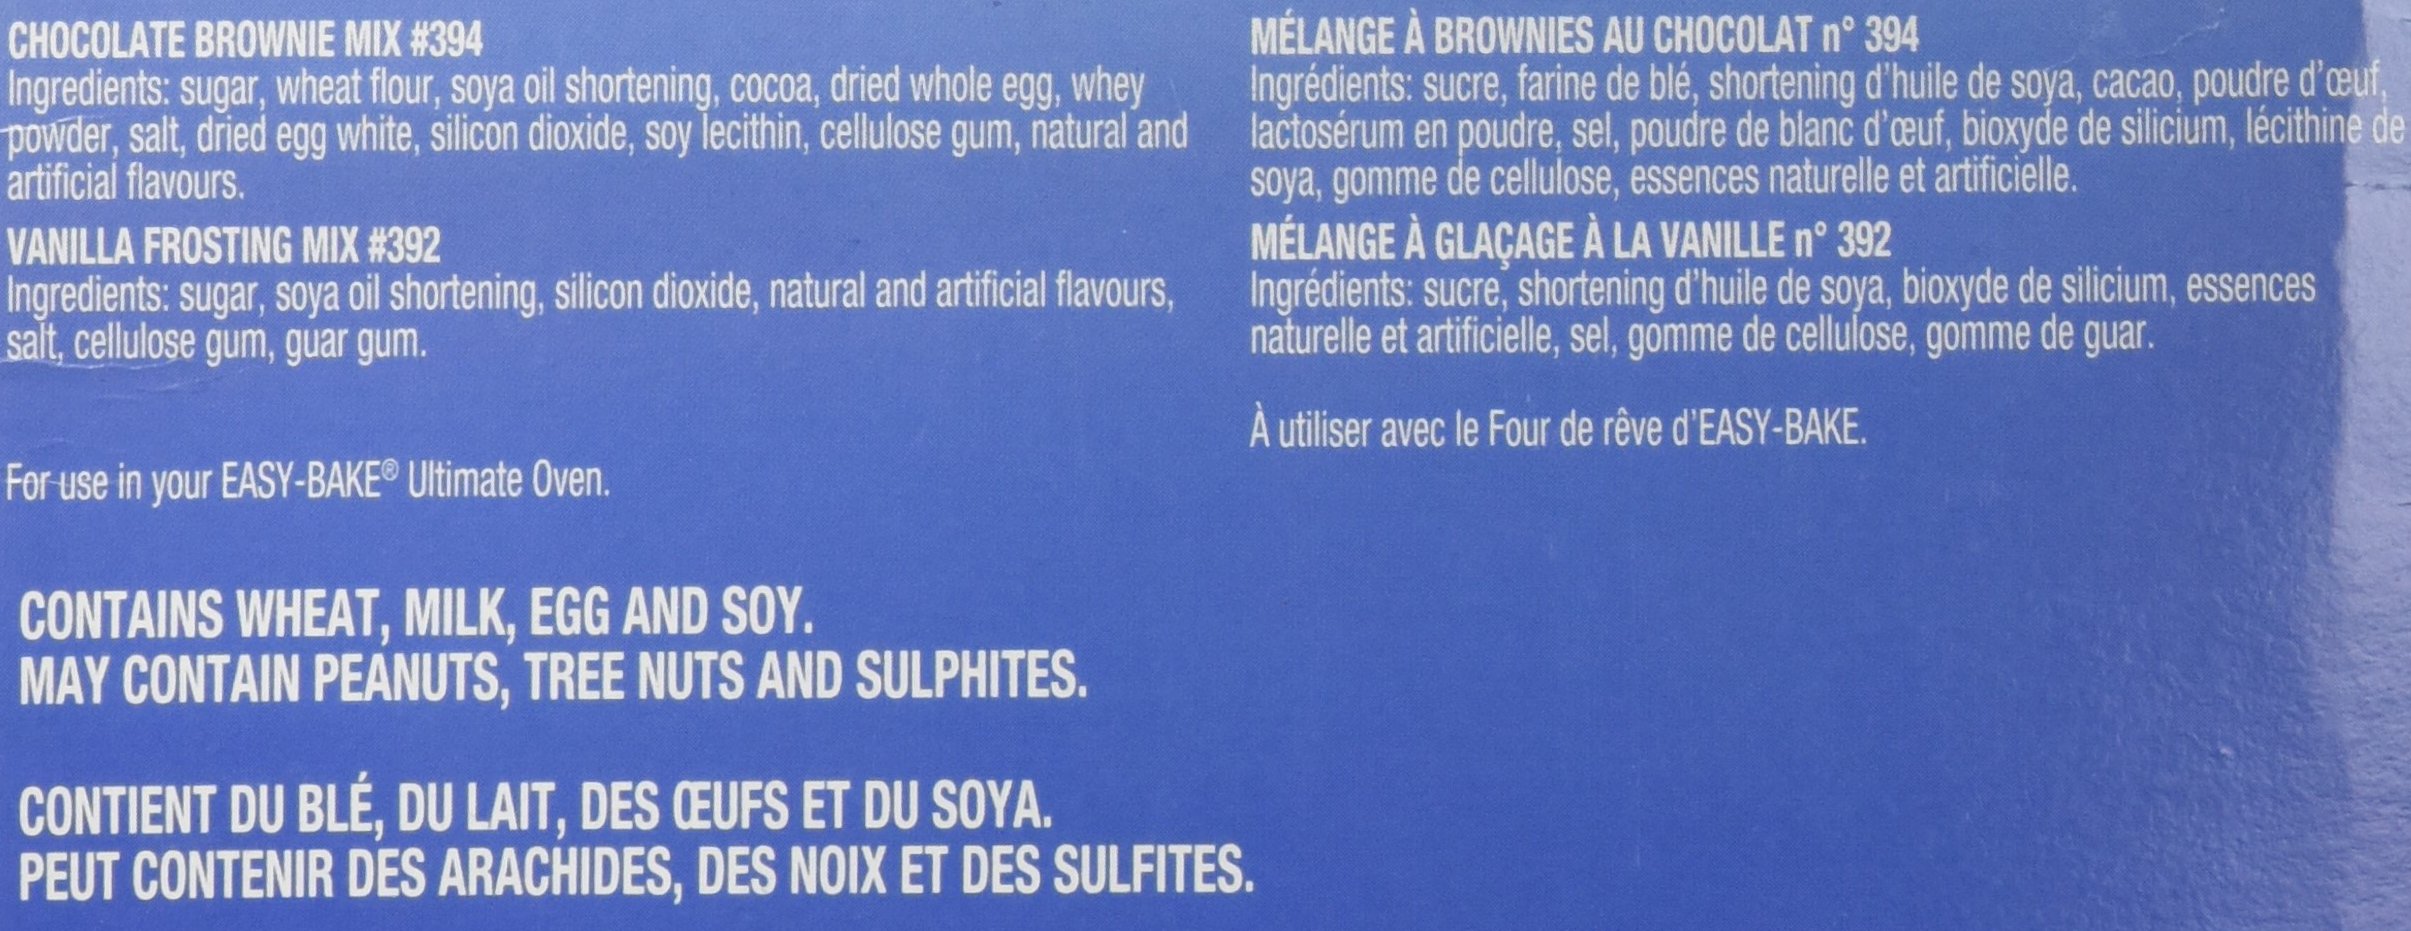 CHOCOLATE BROWNIE MIX #394
Ingredients: sugar, wheat flour, soya oil shortening, cocoa, dried whole egg, whey
powder, salt, dried egg white, silicon dioxide, soy lecithin, cellulose gum, natural and
artificial flavours.
VANILLA FROSTING MIX #392
Ingredients: sugar, soya oil shortening, silicon dioxide, natural and artificial flavours,
salt, cellulose gum, guar gum.
For use in your EASY-BAKE® Ultimate Oven.
MÉLANGE À BROWNIES AU CHOCOLAT n° 394
Ingrédients: sucre, farine de blé, shortening d'huile de soya, cacao, poudre d'œuf,
lactosérum en poudre, sel, poudre de blanc d'œuf, bioxyde de silicium, lécithine de
soya, gomme de cellulose, essences naturelle et artificielle.
MÉLANGE À GLAÇAGE À LA VANILLE n° 392
Ingrédients: sucre, shortening d'huile de soya, bioxyde de silicium, essences
naturelle et artificielle, sel, gomme de cellulose, gomme de guar.
À utiliser avec le Four de rêve d'EASY-BAKE.
CONTAINS WHEAT, MILK, EGG AND SOY.
MAY CONTAIN PEANUTS, TREE NUTS AND SULPHITES.
CONTIENT DU BLÉ, DU LAIT, DES ŒUFS ET DU SOYA.
PEUT CONTENIR DES ARACHIDES, DES NOIX ET DES SULFITES.